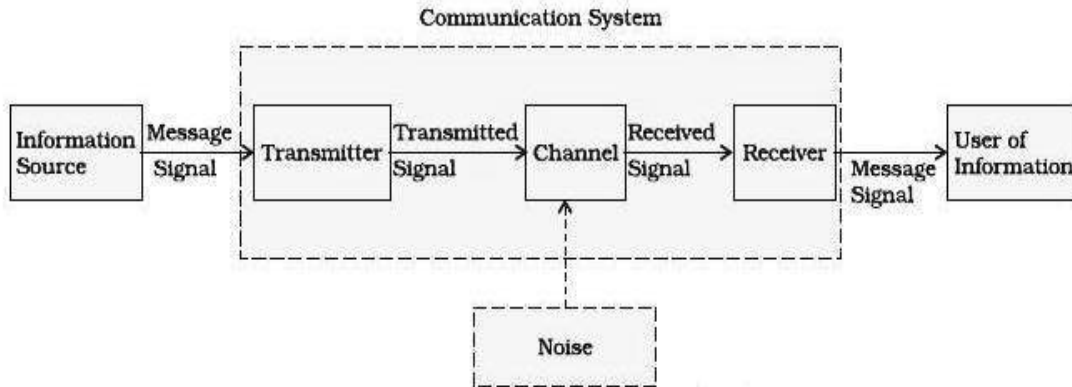 Communication System
Information
Source
Message
Signal
Transmitter
Transmitted
Signal
Channel
Received
Signal
Receiver
Message
Signal
User of
Information
Noise